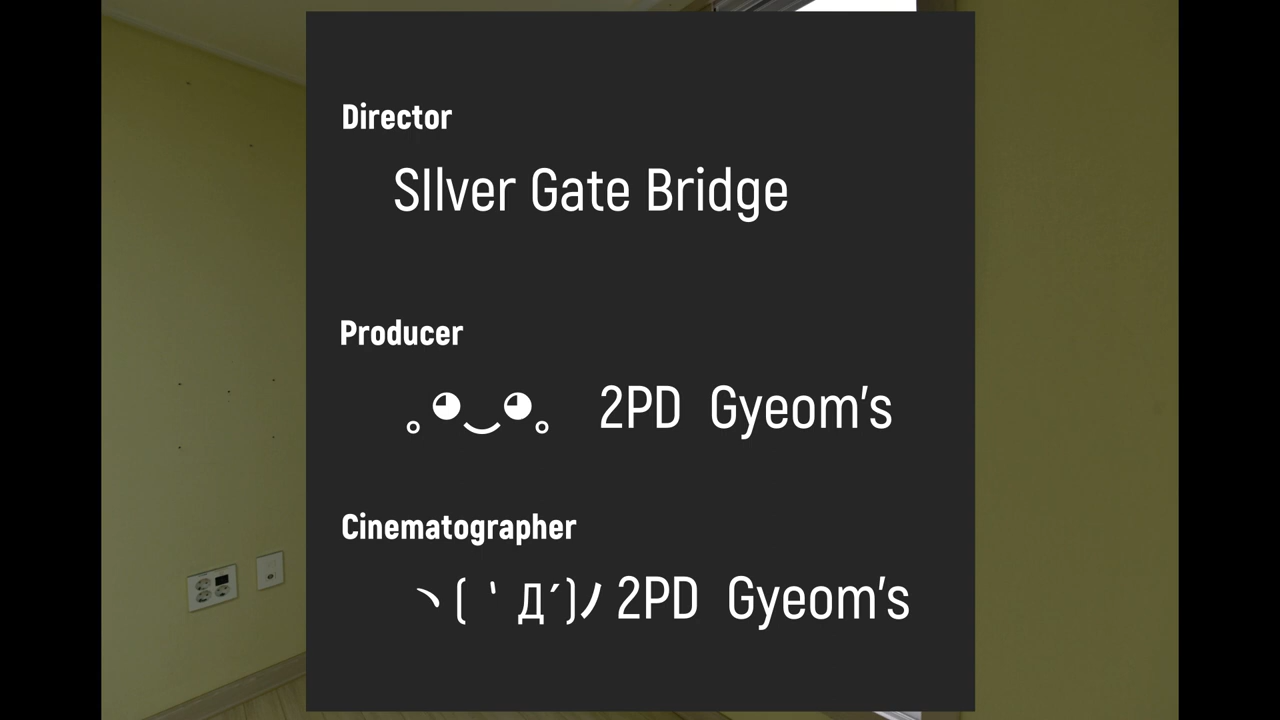 Director
SIlver Gate Bridge
Producer
。◕‿◕。 2PD Gyeom's
Cinematographer
ヽ( ‵ Д´)ﾉ 2PD Gyeom's